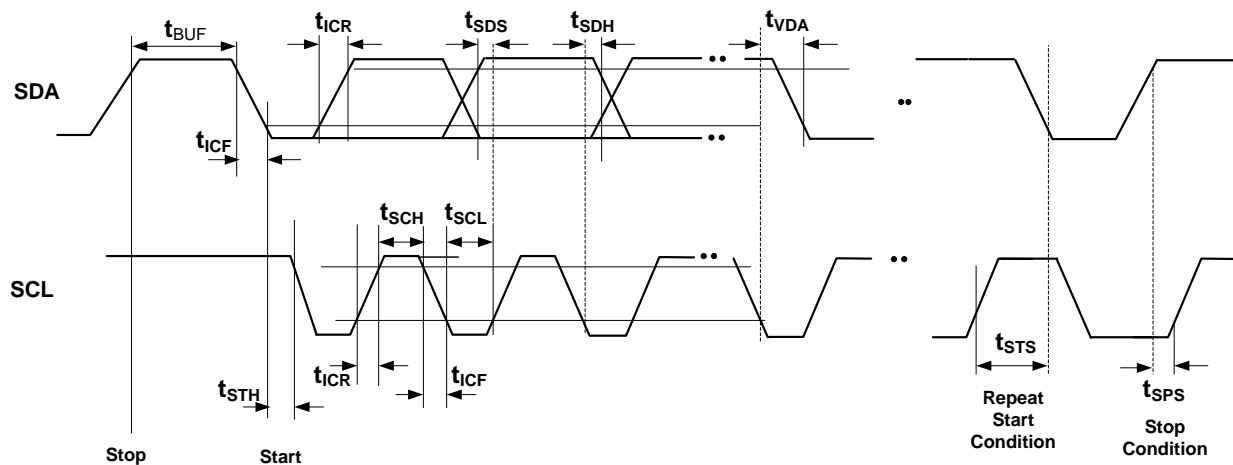 tBUF
tICR
tSDS
tSDH
tVDA
SDA
tICF
tSCH
tSCL
SCL
tSTH
tICR
tICF
tSTS
tSPS
Stop
Start
Repeat
Start
Condition
Stop
Condition